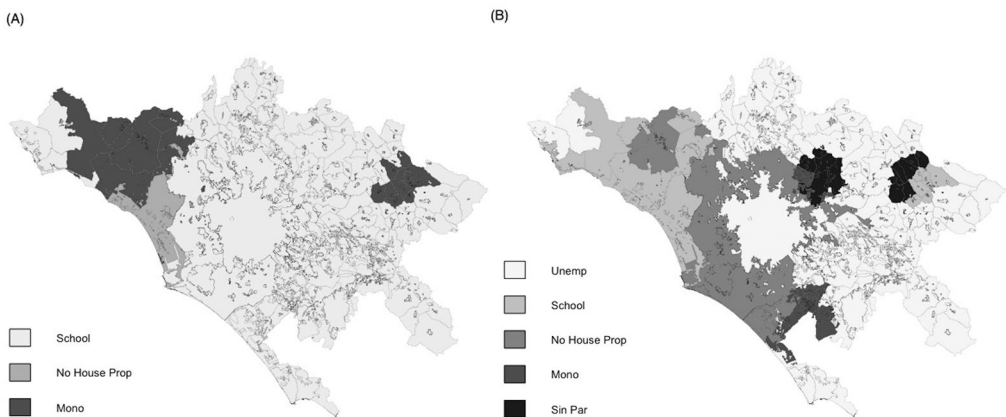 (A)
School
No House Prop
Mono
(B)
Unemp
School
No House Prop
Mono
Sin Par